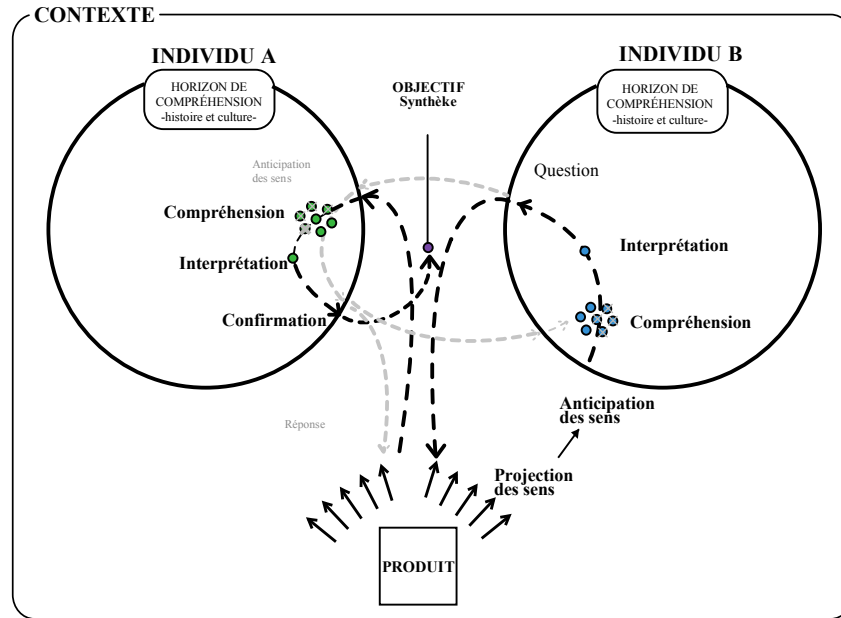 CONTEXTE
INDIVIDU A
INDIVIDU B
HORIZON DE
COMPRÉHENSION
-histoire et culture-
OBJECTIF
Synthèke
HORIZON DE
COMPRÉHENSION
-histoire et culture-
Anticipation
des sens
Question
Compréhension
Interprétation
Interprétation
Confirmation
Compréhension
Anticipation
des sens
Réponse
Projection
des sens
PRODUIT